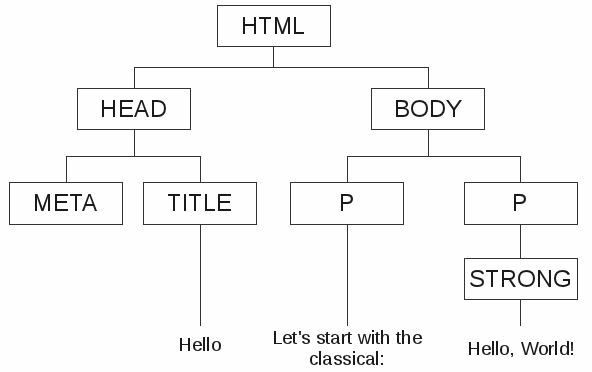 HTML
HEAD
BODY
META
TITLE
P
P
STRONG
Hello
Let's start with the
classical:
Hello, World!